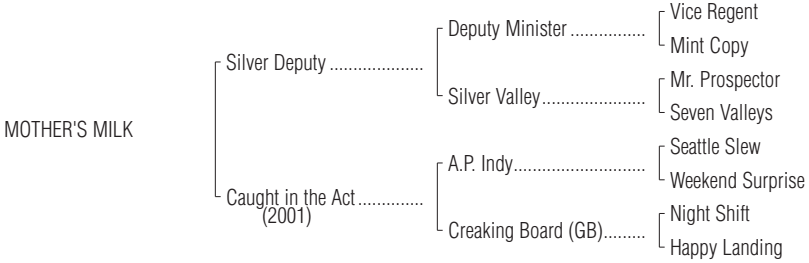 Vice Regent
Deputy Minister ................
Mint Copy
Silver Deputy ....................
Mr. Prospector
Silver Valley......................
Seven Valleys
MOTHER'S MILK
Seattle Slew
A.P. Indy............................
Weekend Surprise
Caught in the Act..............
(2001)
Night Shift
Creaking Board (GB).........
Happy Landing